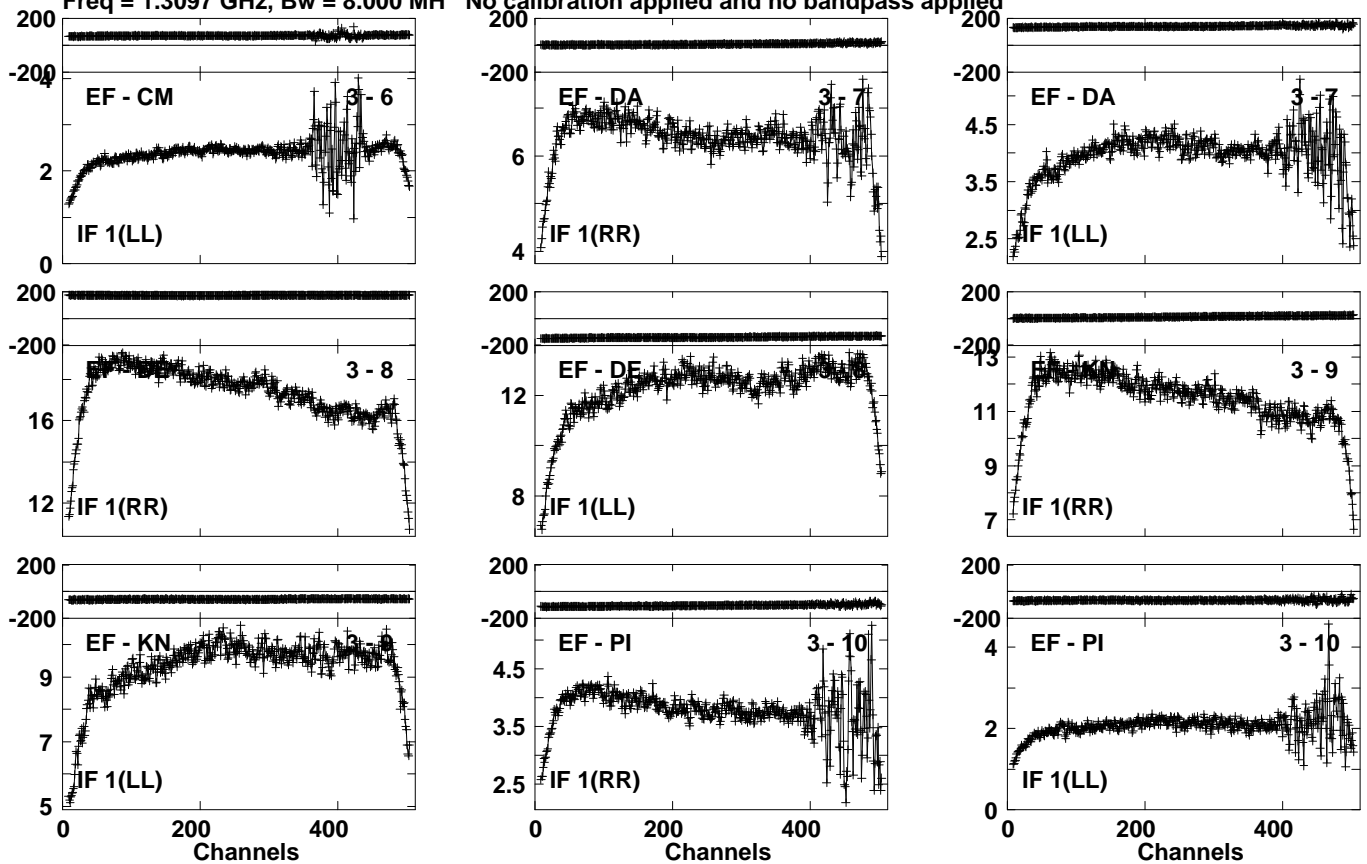 Freq = 1.3097 GHz, Bw = 8.000 MH No calibration applied and no bandpass applied
200
-200
4
2
0
EF - CM
3 - 6
IF 1(LL)
200
-200
6
4
EF - DA
3 - 7
IF 1(RR)
200
-200
4.5
3.5
2.5
EF - DA
3 - 7
IF 1(LL)
200
-200
16
12
3 - 8
IF 1(RR)
200
-200
12
8
EF - DE
IF 1(LL)
200
-200
13
11
9
7
3 - 9
IF 1(RR)
200
-200
9
7
5
EF - KN
3 - 9
IF 1(LL)
0
200
400
Channels
200
-200
4.5
3.5
2.5
EF - PI
3 - 10
IF 1(RR)
0
200
400
Channels
200
-200
4
2
0
EF - PI
3 - 10
IF 1(LL)
0
200
400
Channels